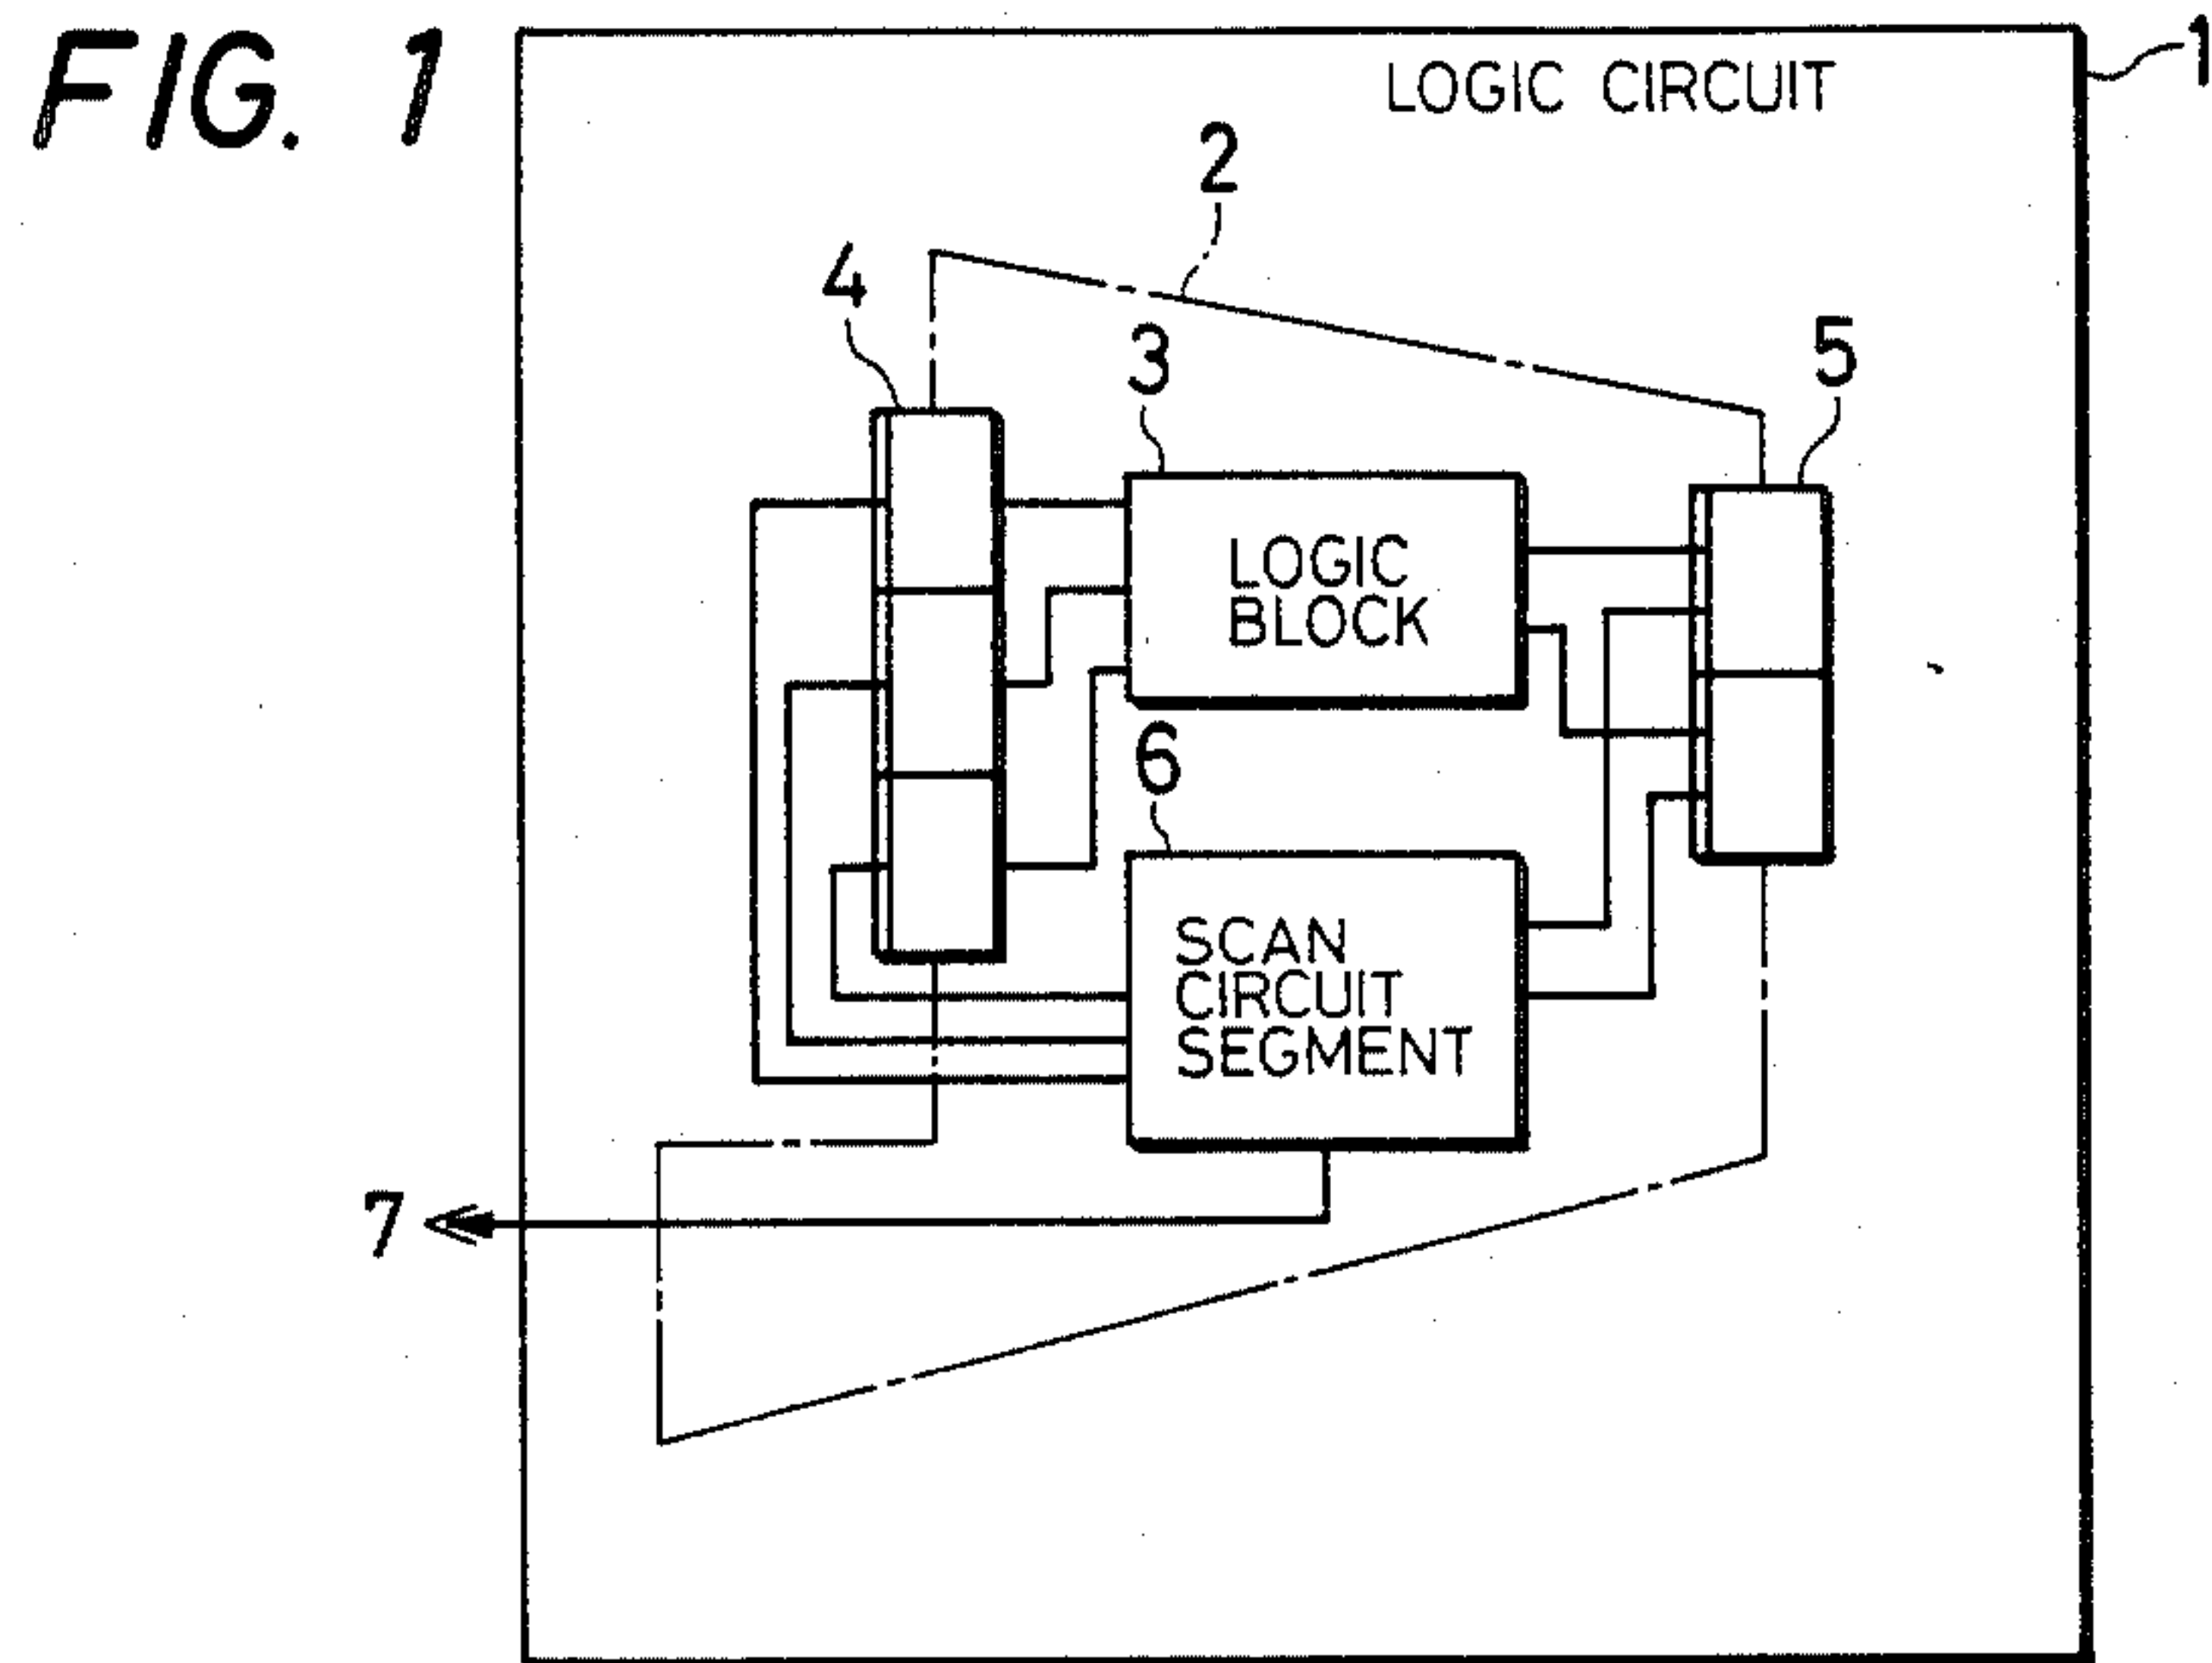 FIG. 1
1
LOGIC CIRCUIT
2
4
3
5
LOGIC
BLOCK
6
SCAN
CIRCUIT
SEGMENT
7